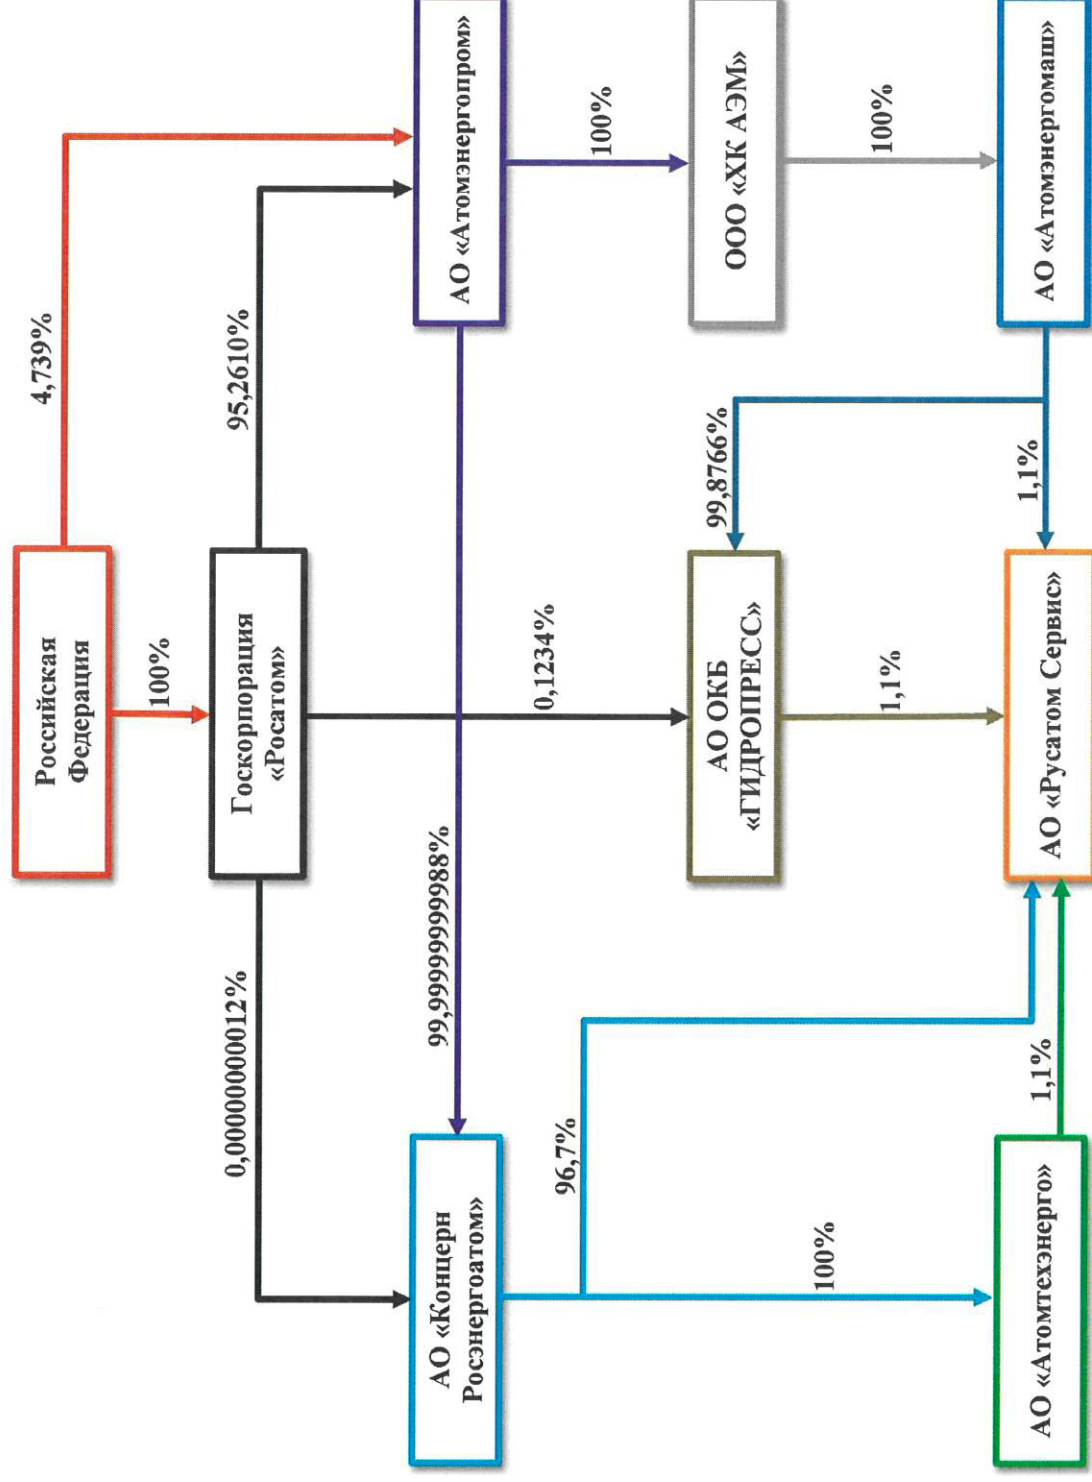 Российская
Федерация
4,739%
100%
Госкорпорация
«Росатом»
0,00000000012%
95,2610%
АО «Концерн
Росэнергоатом»
99,99999999988%
АО «Атомэнергопром»
0,1234%
100%
96,7%
АО ОКБ
«ГИДРОПРЕСС»
99,8766%
ООО «ХК АЭМ»
100%
1,1%
100%
АО «Атомтехэнерго»
1,1%
АО «Русатом Сервис»
1,1%
АО «Атомэнергомаш»